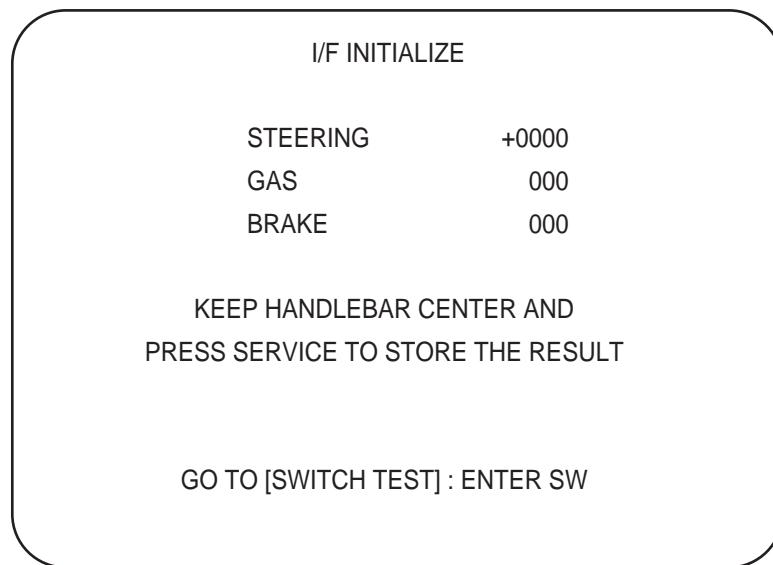 I/F INITIALIZE
STEERING +0000
GAS 000
BRAKE 000
KEEP HANDLEBAR CENTER AND
PRESS SERVICE TO STORE THE RESULT
GO TO [SWITCH TEST] : ENTER SW